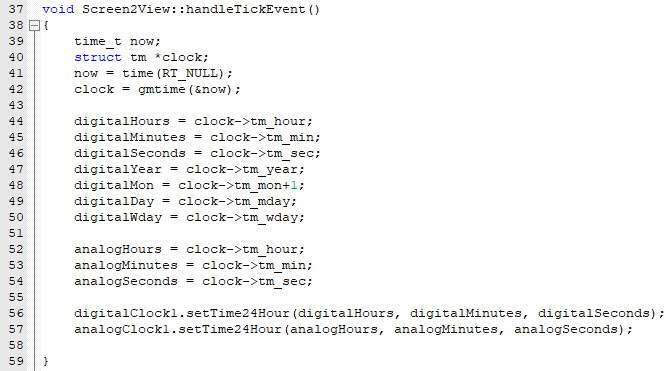 37 void Screen2View::handleTickEvent()
38 {
39     time_t now;
40     struct tm *clock;
41     now = time(RT_NULL);
42     clock = gmtime(&now);
43
44     digitalHours = clock->tm_hour;
45     digitalMinutes = clock->tm_min;
46     digitalSeconds = clock->tm_sec;
47     digitalYear = clock->tm_year;
48     digitalMon = clock->tm_mon+1;
49     digitalDay = clock->tm_mday;
50     digitalWday = clock->tm_wday;
51
52     analogHours = clock->tm_hour;
53     analogMinutes = clock->tm_min;
54     analogSeconds = clock->tm_sec;
55
56     digitalClock1.setTime24Hour(digitalHours, digitalMinutes, digitalSeconds);
57     analogClock1.setTime24Hour(analogHours, analogMinutes, analogSeconds);
58
59 }